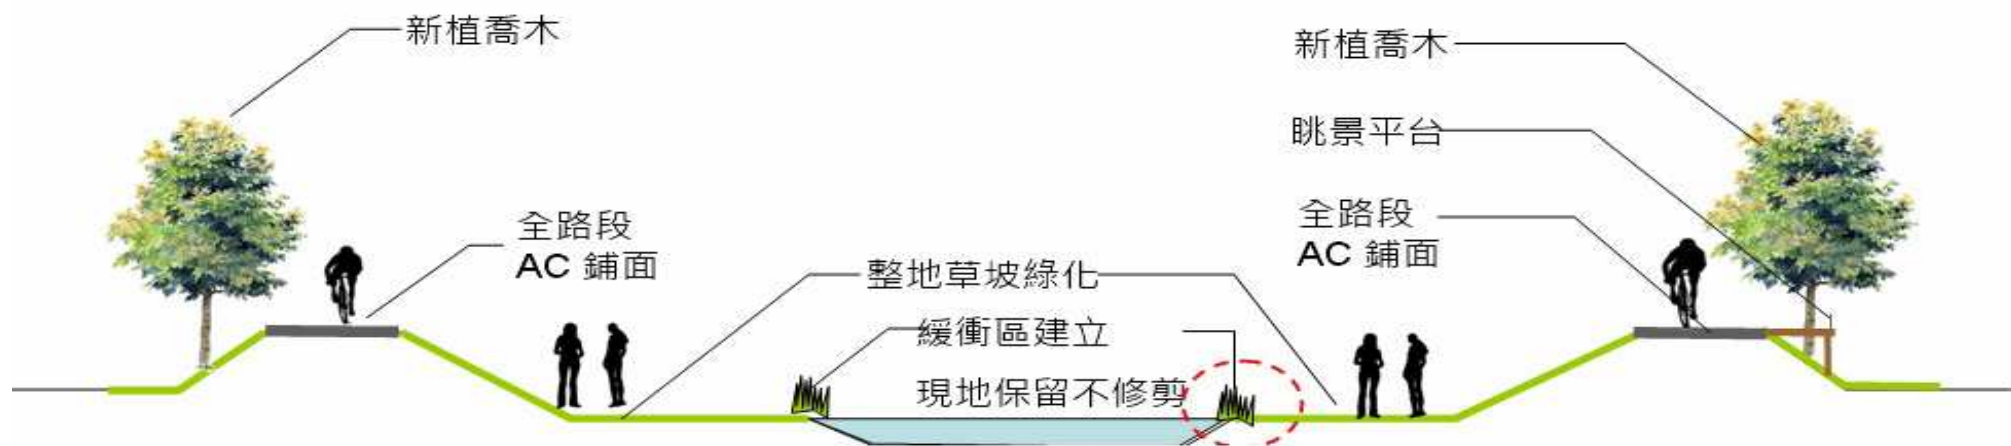 新植喬木
全路段
AC 鋪面
整地草坡綠化
緩衝區建立
現地保留不修剪
新植喬木
眺景平台
全路段
AC 鋪面